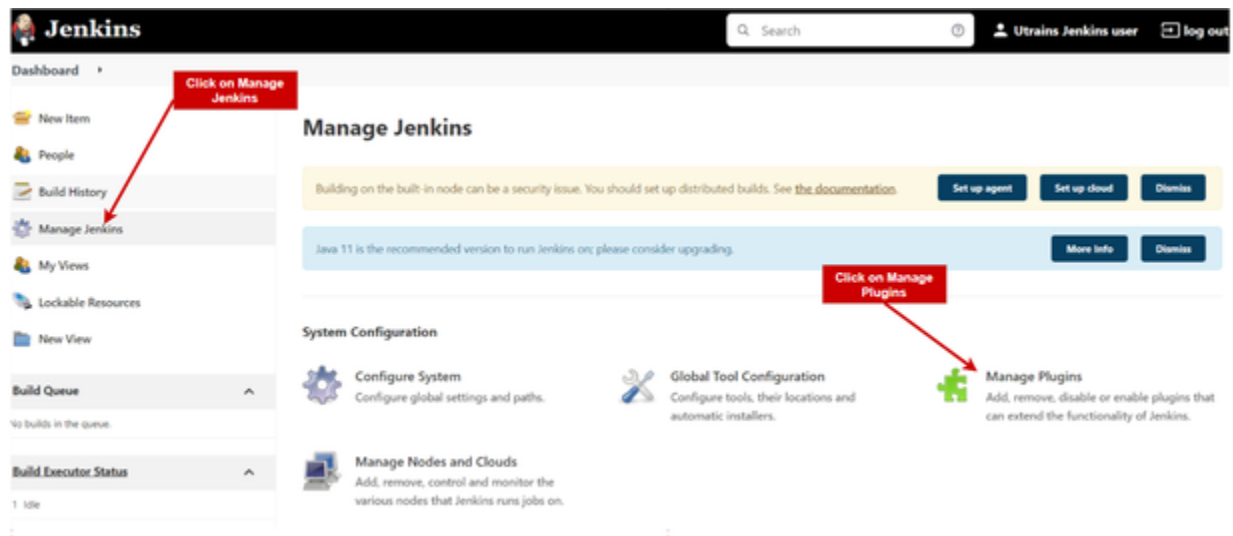 Jenkins
Search
Utrains Jenkins user
log out
Dashboard
Click on Manage
Jenkins
New Item
People
Build History
Manage Jenkins
My Views
Lockable Resources
New View
Build Queue
No builds in the queue.
Build Executor Status
1 Idle
Manage Jenkins
Building on the built-in node can be a security issue. You should set up distributed builds. See the documentation.
Set up agent
Set up cloud
Dismiss
Java 11 is the recommended version to run Jenkins on; please consider upgrading.
More Info
Dismiss
Click on Manage
Plugins
System Configuration
Configure System
Configure global settings and paths.
Global Tool Configuration
Configure tools, their locations and
automatic installers.
Manage Plugins
Add, remove, disable or enable plugins that
can extend the functionality of Jenkins.
Manage Nodes and Clouds
Add, remove, control and monitor the
various nodes that Jenkins runs jobs on.